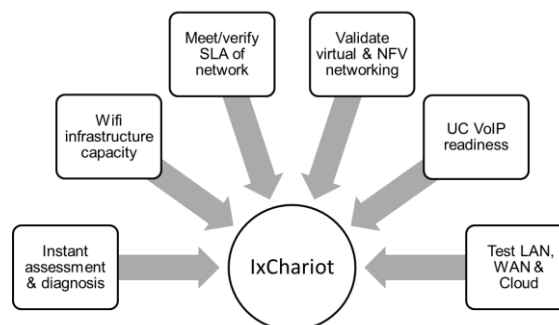 Meet/verify
SLA of
network
Validate
virtual & NFV
networking
Wifi
infrastructure
capacity
UC VoIP
readiness
Instant
assessment
& diagnosis
IxChariot
Test LAN,
WAN &
Cloud